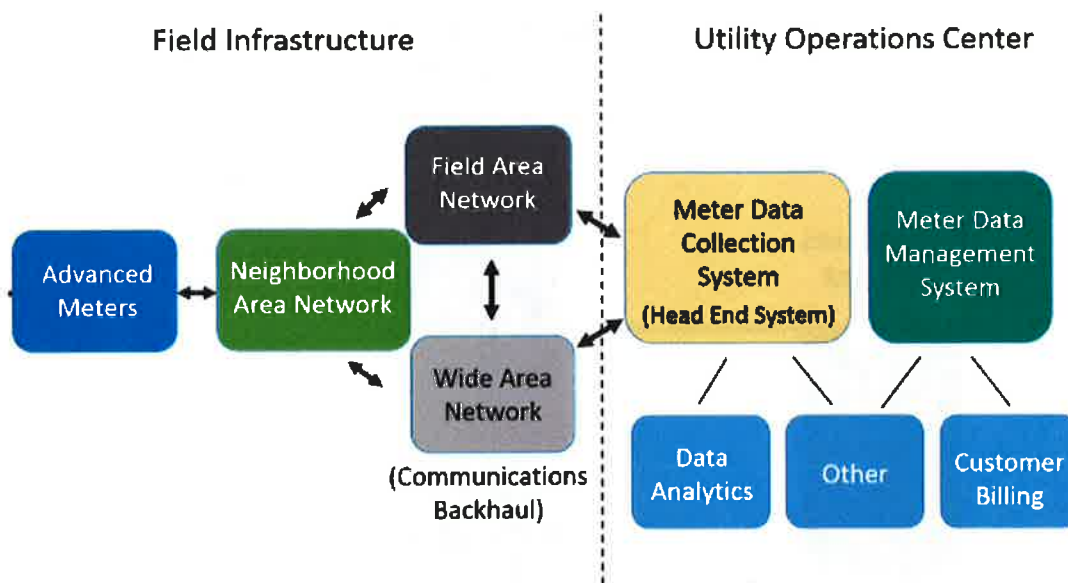 Field Infrastructure
Utility Operations Center
Field Area
Network
Advanced
Meters
Neighborhood
Area Network
Wide Area
Network
(Communications
Backhaul)
Meter Data
Collection
System
(Head End System)
Meter Data
Management
System
Data
Analytics
Other
Customer
Billing